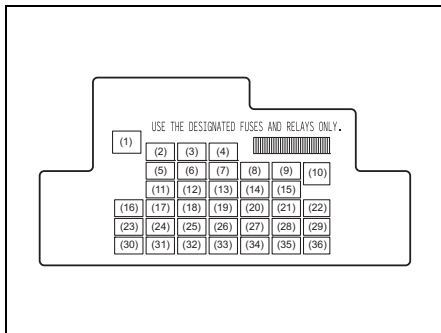 USE THE DESIGNATED FUSES AND RELAYS ONLY.
(1)
(2) (3) (4)
(5) (6) (7) (8) (9) (10)
(11) (12) (13) (14) (15)
(16) (17) (18) (19) (20) (21) (22)
(23) (24) (25) (26) (27) (28) (29)
(30) (31) (32) (33) (34) (35) (36)